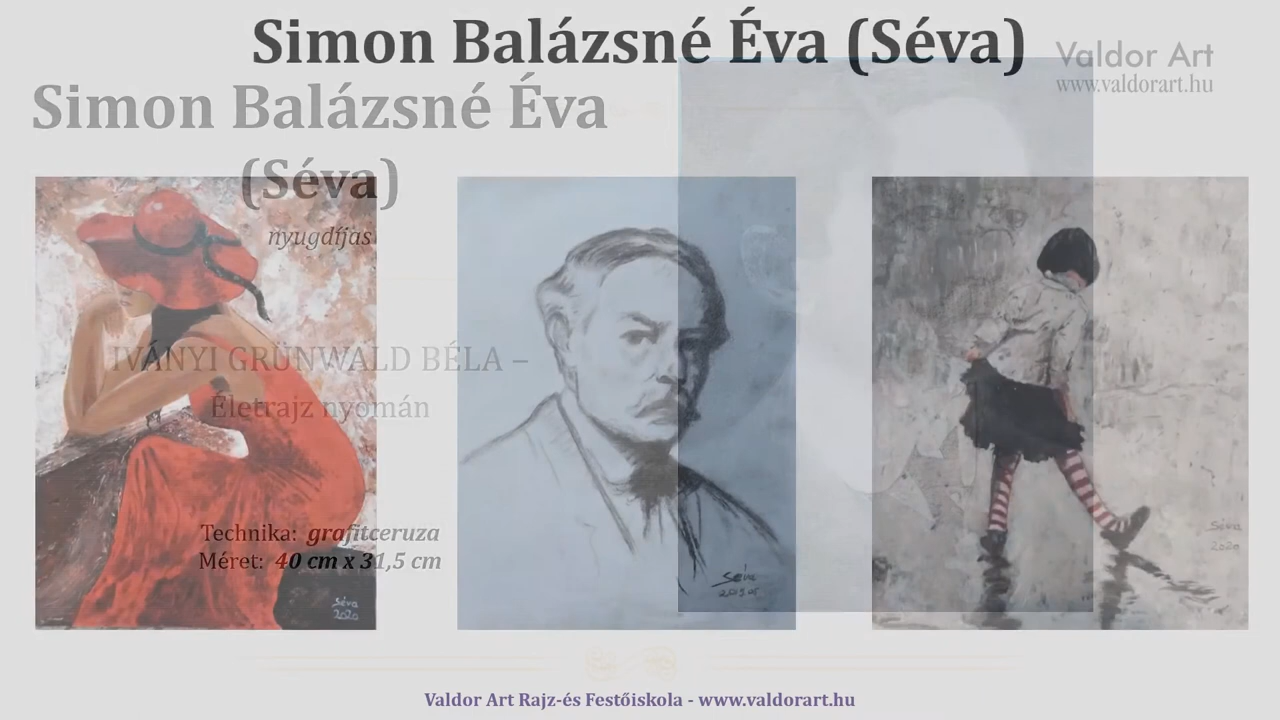 Simon Balázsné Éva (Séva)
Valdor Art
www.valdorart.hu
Simon Balázsné Éva
(Séva)
nyugdíjas
IVÁNYI GRÜNWALD BÉLA –
Életrajz nyomán
Technika: grafitceruza
Méret: 40 cm x 31,5 cm
Séva
2020
Séva
2019.05
Séva
2020
Valdor Art Rajz-és Festőiskola - www.valdorart.hu